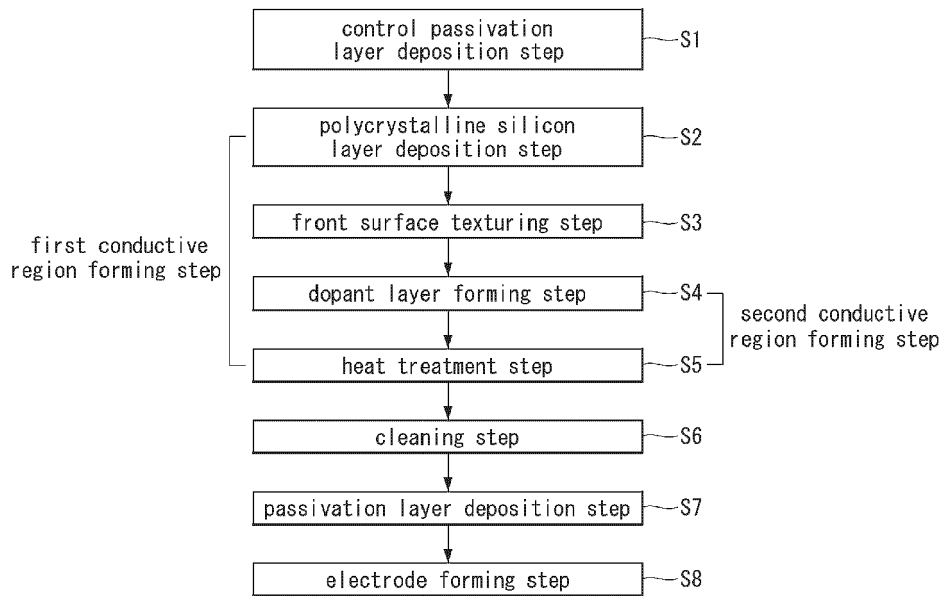 control passivation
layer deposition step
S1
polycrystalline silicon
layer deposition step
S2
front surface texturing step
S3
first conductive
region forming step
dopant layer forming step
S4
second conductive
region forming step
heat treatment step
S5
cleaning step
S6
passivation layer deposition step
S7
electrode forming step
S8